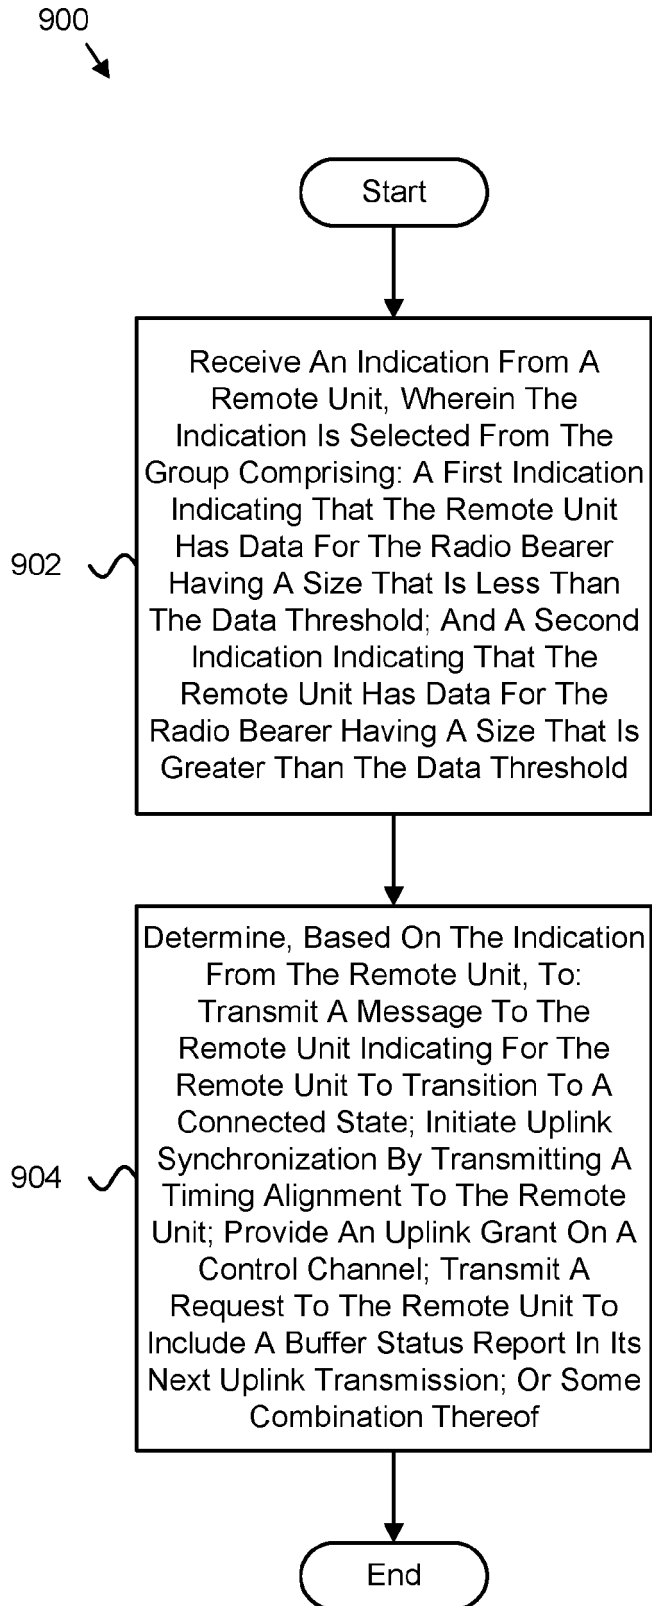 900
Start
Receive An Indication From A
Remote Unit, Wherein The
Indication Is Selected From The
Group Comprising: A First Indication
Indicating That The Remote Unit
Has Data For The Radio Bearer
Having A Size That Is Less Than
The Data Threshold; And A Second
Indication Indicating That The
Remote Unit Has Data For The
Radio Bearer Having A Size That Is
Greater Than The Data Threshold
902
Determine, Based On The Indication
From The Remote Unit, To:
Transmit A Message To The
Remote Unit Indicating For The
Remote Unit To Transition To A
Connected State; Initiate Uplink
Synchronization By Transmitting A
Timing Alignment To The Remote
Unit; Provide An Uplink Grant On A
Control Channel; Transmit A
Request To The Remote Unit To
Include A Buffer Status Report In Its
Next Uplink Transmission; Or Some
Combination Thereof
904
End